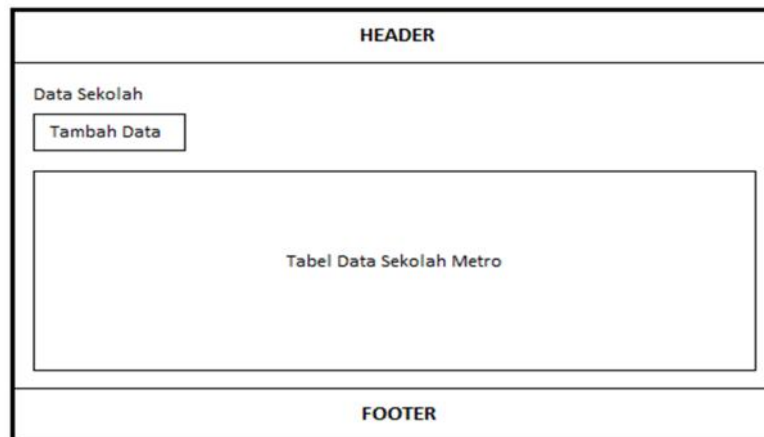 HEADER
Data Sekolah
Tambah Data
Tabel Data Sekolah Metro
FOOTER